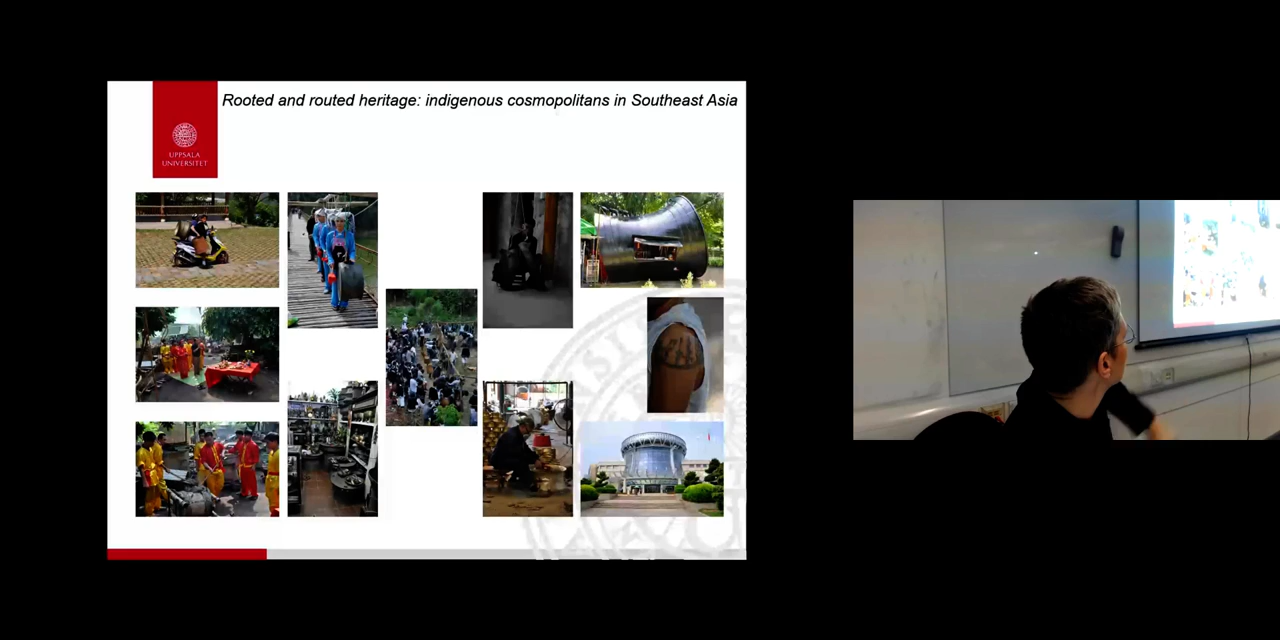 Rooted and routed heritage: indigenous cosmopolitans in Southeast Asia
UPPSALA
UNIVERSITET